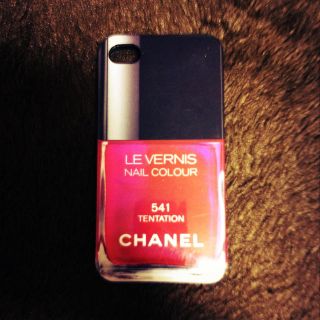 LE VERNIS
NAIL COLOUR
541
TENTATION
CHANEL